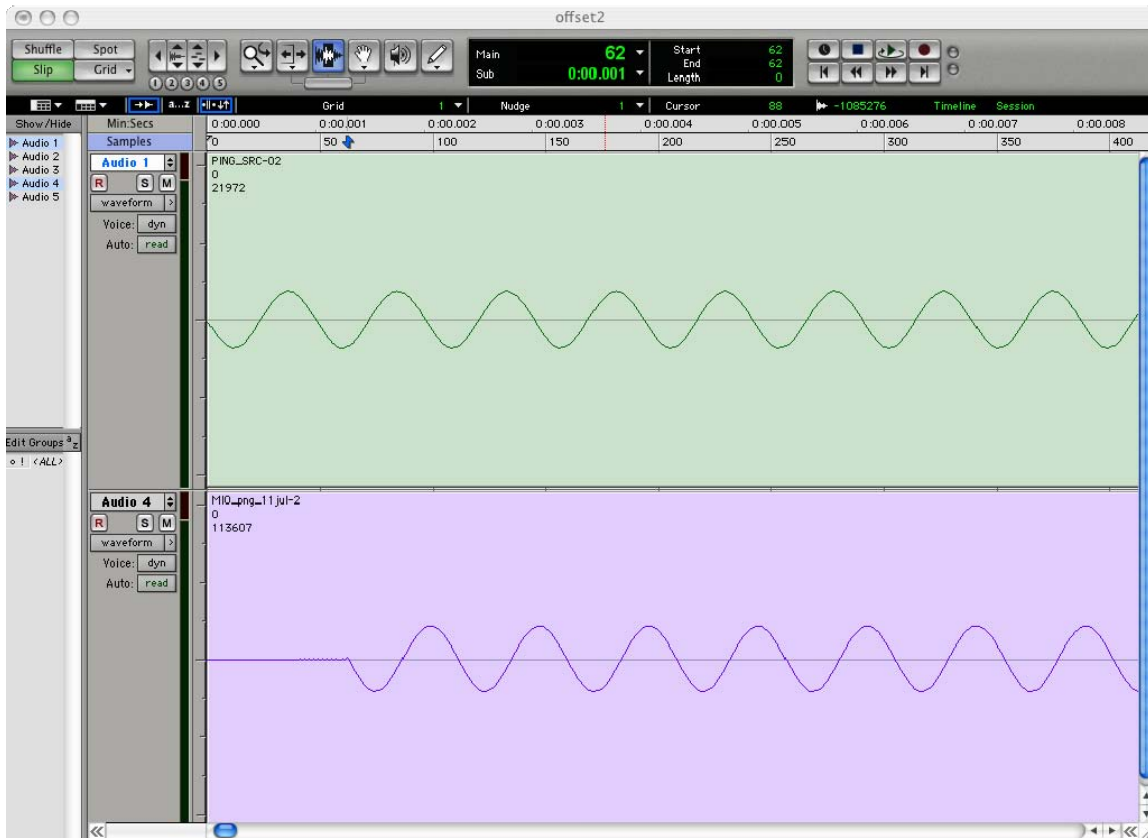 offset2
Shuffle Spot
Slip Grid
1 2 3 4 5
Main 62
Sub 0:00.001
Start 62
End 62
Length 0
a...z
Grid 1 Nudge 1 Cursor 88 -1085276 Timeline Session
Show/Hide
Audio 1
Audio 2
Audio 3
Audio 4
Audio 5
Edit Groups a z
! <ALL>
Min:Secs 0:00.000 0:00.001 0:00.002 0:00.003 0:00.004 0:00.005 0:00.006 0:00.007 0:00.008
Samples 0 50 100 150 200 250 300 350 400
Audio 1
R S M
waveform
Voice: dyn
Auto: read
PING_SRC-02
0
21972
Audio 4
R S M
waveform
Voice: dyn
Auto: read
MIO_png_11jul-2
0
113607